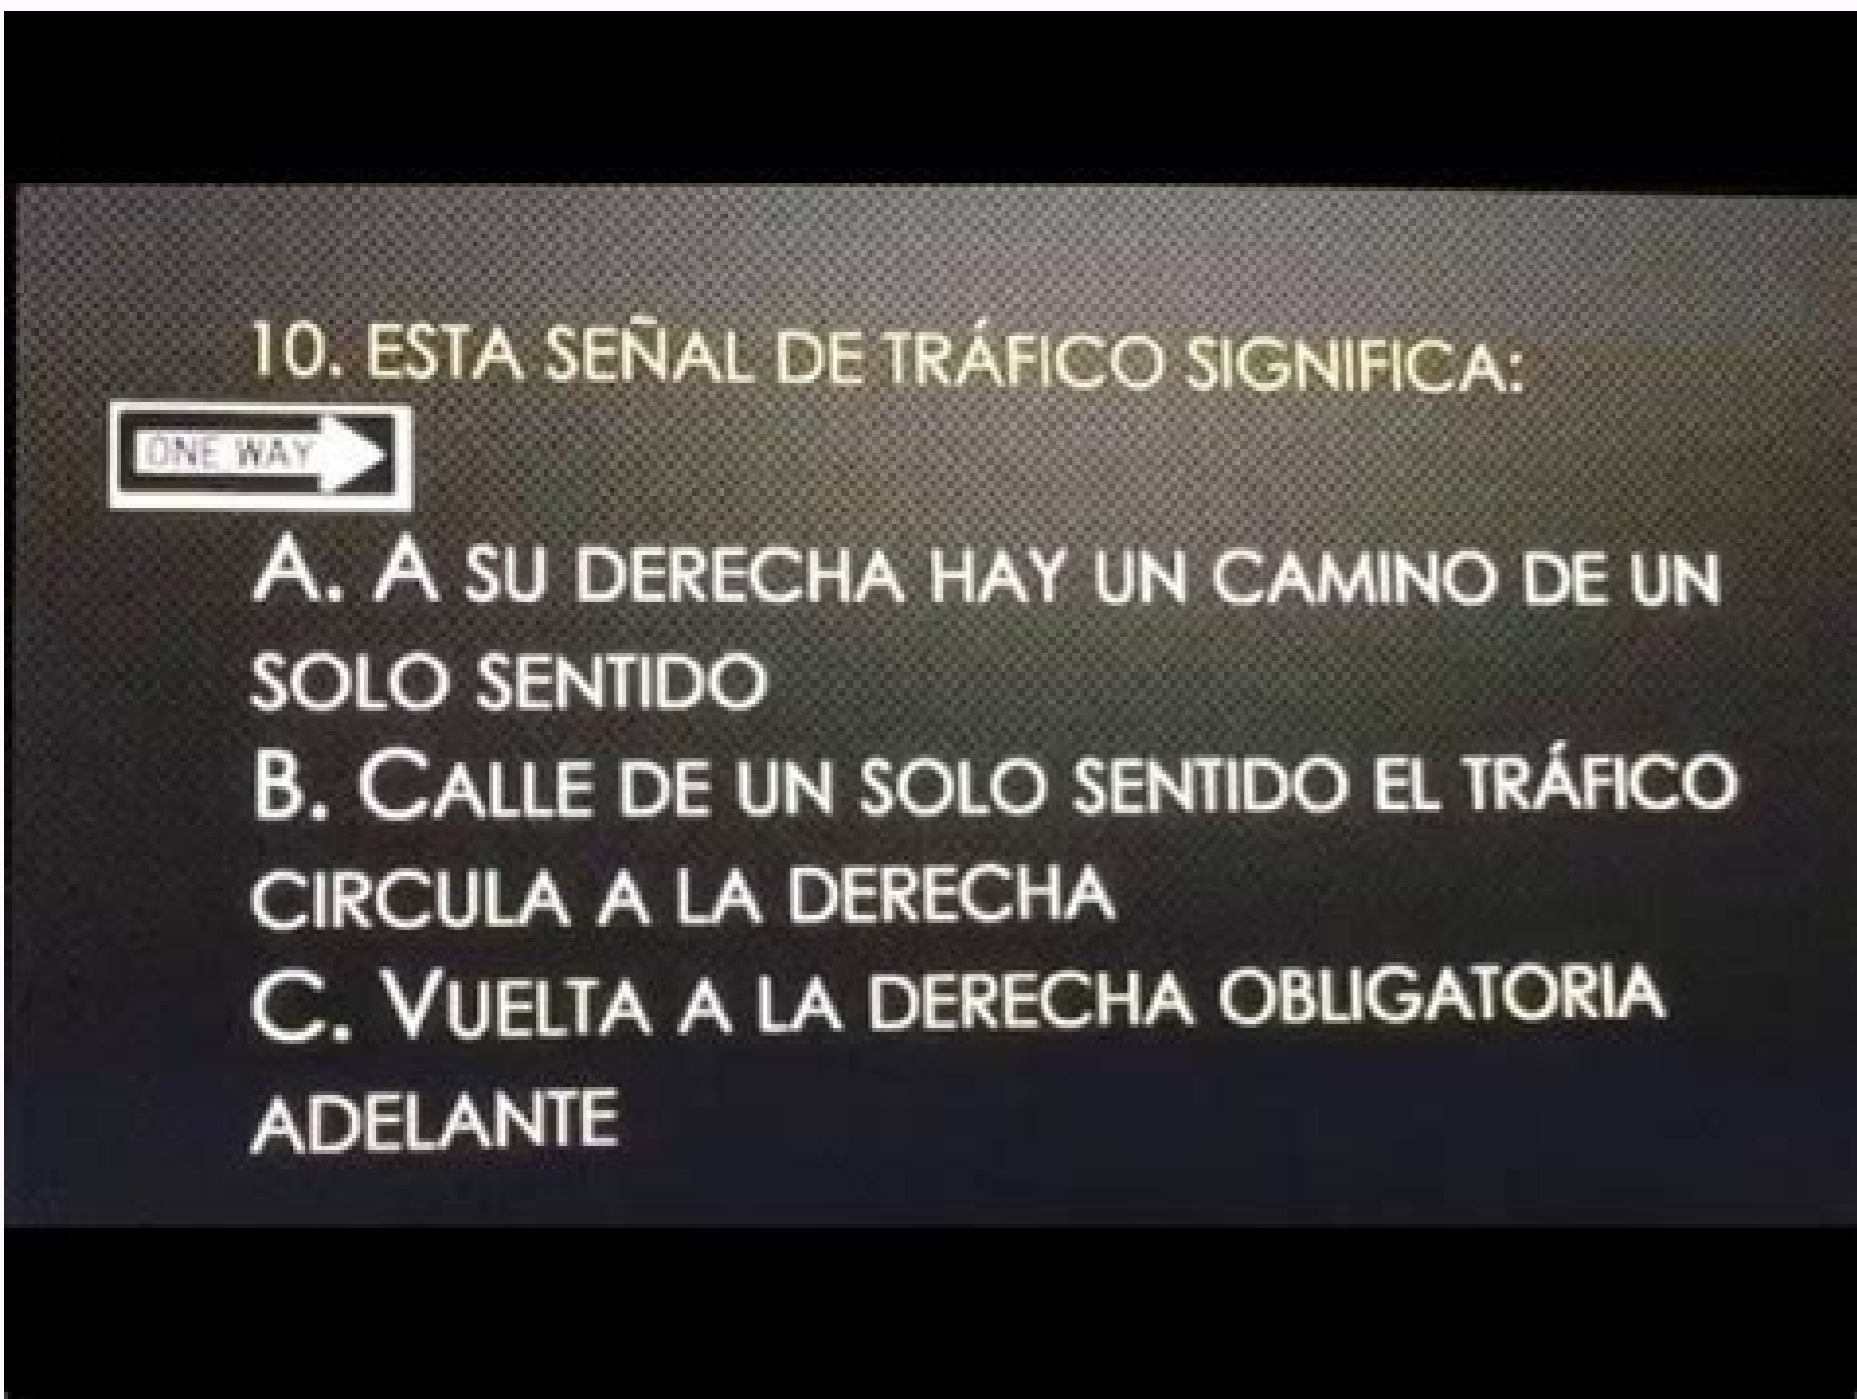 10. ESTA SEÑAL DE TRÁFICO SIGNIFICA:
ONE WAY
A. A SU DERECHA HAY UN CAMINO DE UN
SOLO SENTIDO
B. CALLE DE UN SOLO SENTIDO EL TRÁFICO
CIRCULA A LA DERECHA
C. VUELTA A LA DERECHA OBLIGATORIA
ADELANTE